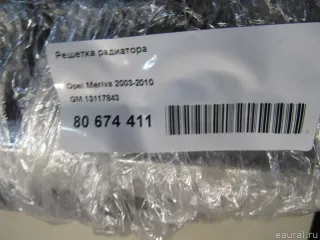 Решетка радиатора
Opel Meriva 2003-2010
GM 13117843
80 674 411
eaural.ru